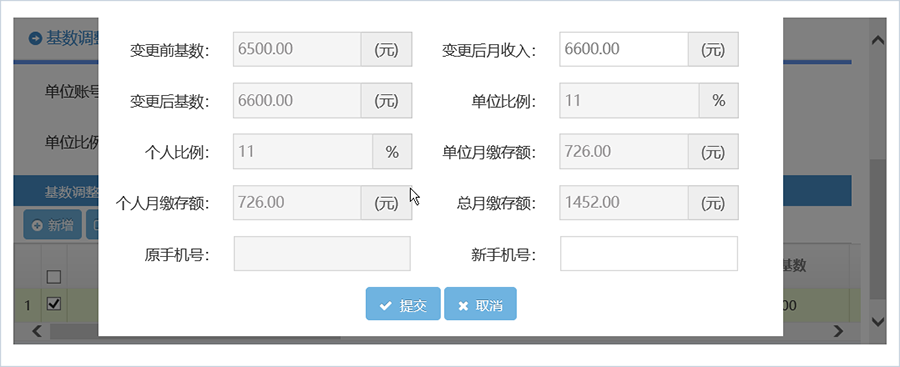 基数调整
单位账号
单位比例
基数调整
新增
变更前基数： 6500.00 (元) 变更后月收入： 6600.00 (元)
变更后基数： 6600.00 (元) 单位比例： 11 %
个人比例： 11 % 单位月缴存额： 726.00 (元)
个人月缴存额： 726.00 (元) 总月缴存额： 1452.00 (元)
原手机号： 新手机号：
提交 取消
基数
1 00